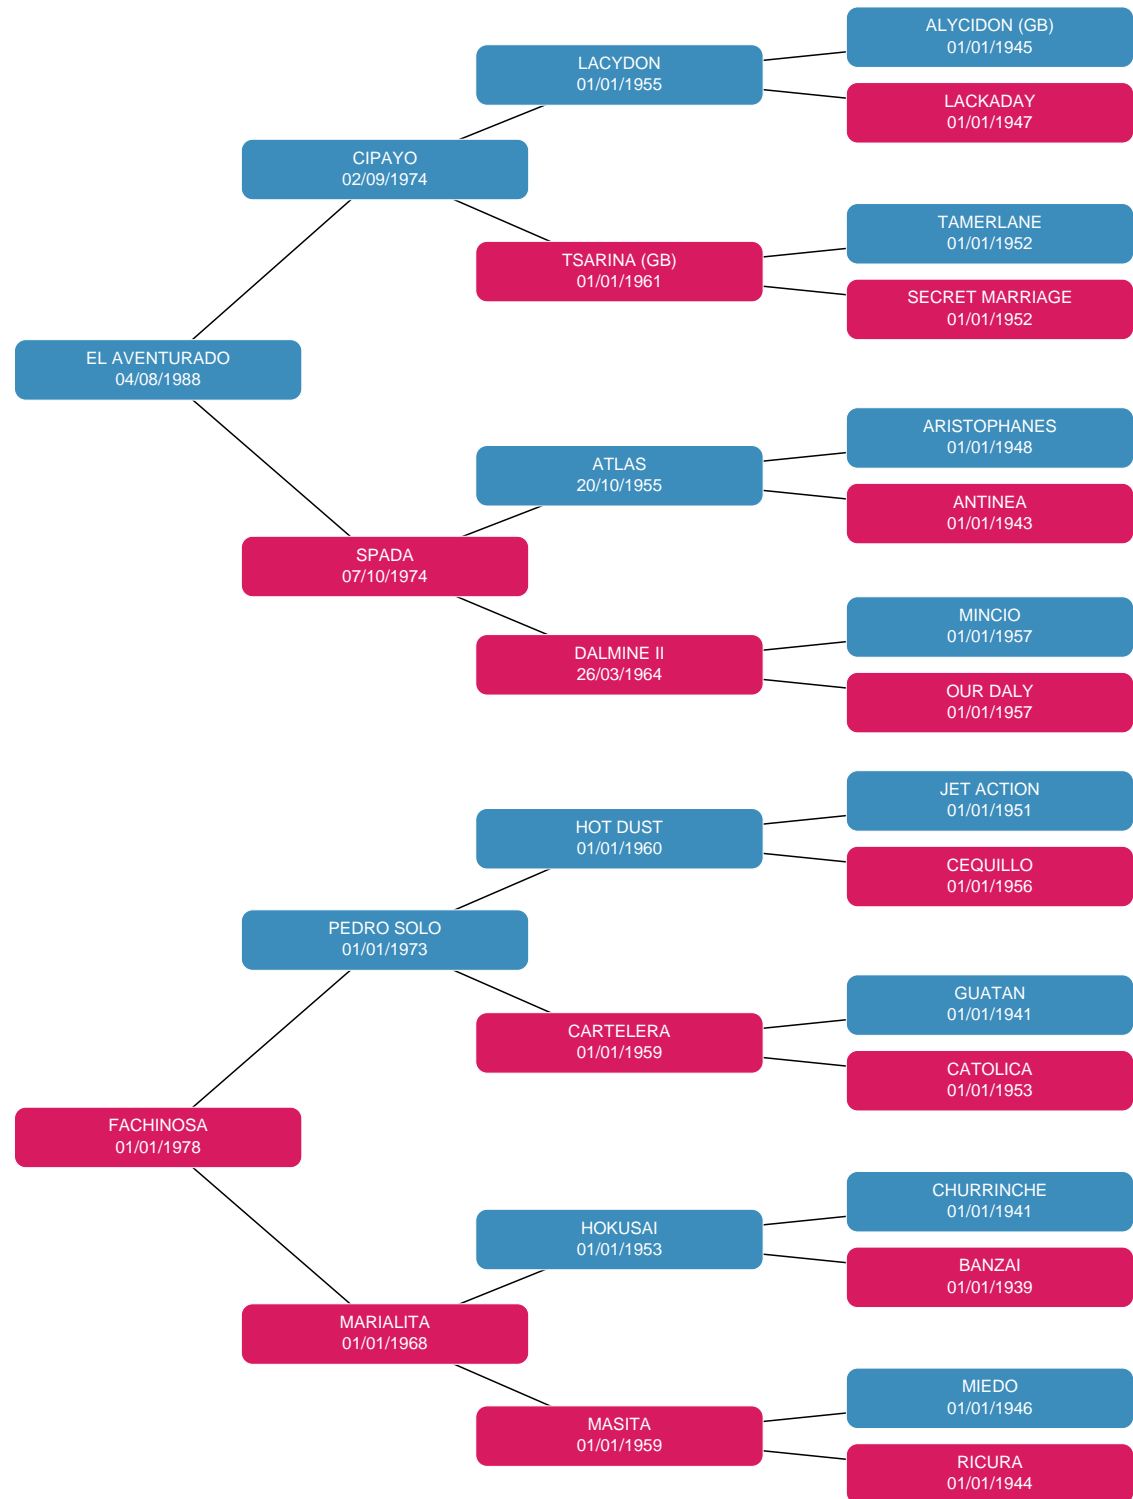 ALYCIDON (GB)
01/01/1945
LACYDON
01/01/1955
LACKADAY
01/01/1947
CIPAYO
02/09/1974
TAMERLANE
01/01/1952
TSARINA (GB)
01/01/1961
SECRET MARRIAGE
01/01/1952
EL AVENTURADO
04/08/1988
ARISTOPHANES
01/01/1948
ATLAS
20/10/1955
ANTINEA
01/01/1943
SPADA
07/10/1974
MINCIO
01/01/1957
DALMINE II
26/03/1964
OUR DALY
01/01/1957
JET ACTION
01/01/1951
HOT DUST
01/01/1960
CEQUILLO
01/01/1956
PEDRO SOLO
01/01/1973
GUATAN
01/01/1941
CARTELERA
01/01/1959
CATOLICA
01/01/1953
FACHINOSA
01/01/1978
CHURRINCHE
01/01/1941
HOKUSAI
01/01/1953
BANZAI
01/01/1939
MARIALITA
01/01/1968
MIEDO
01/01/1946
MASITA
01/01/1959
RICURA
01/01/1944